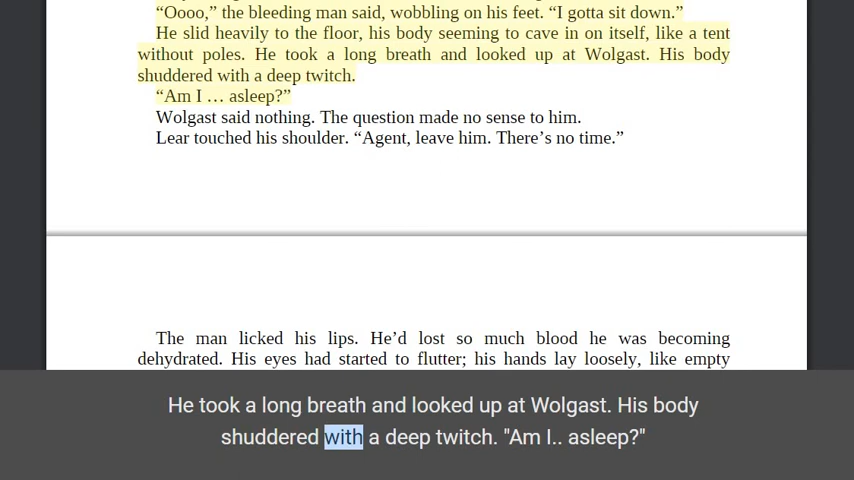 “Oooo,” the bleeding man said, wobbling on his feet. “I gotta sit down.”
He slid heavily to the floor, his body seeming to cave in on itself, like a tent
without poles. He took a long breath and looked up at Wolgast. His body
shuddered with a deep twitch.
“Am I … asleep?”
Wolgast said nothing. The question made no sense to him.
Lear touched his shoulder. “Agent, leave him. There’s no time.”
The man licked his lips. He’d lost so much blood he was becoming
dehydrated. His eyes had started to flutter; his hands lay loosely, like empty
He took a long breath and looked up at Wolgast. His body
shuddered with a deep twitch. "Am I.. asleep?"